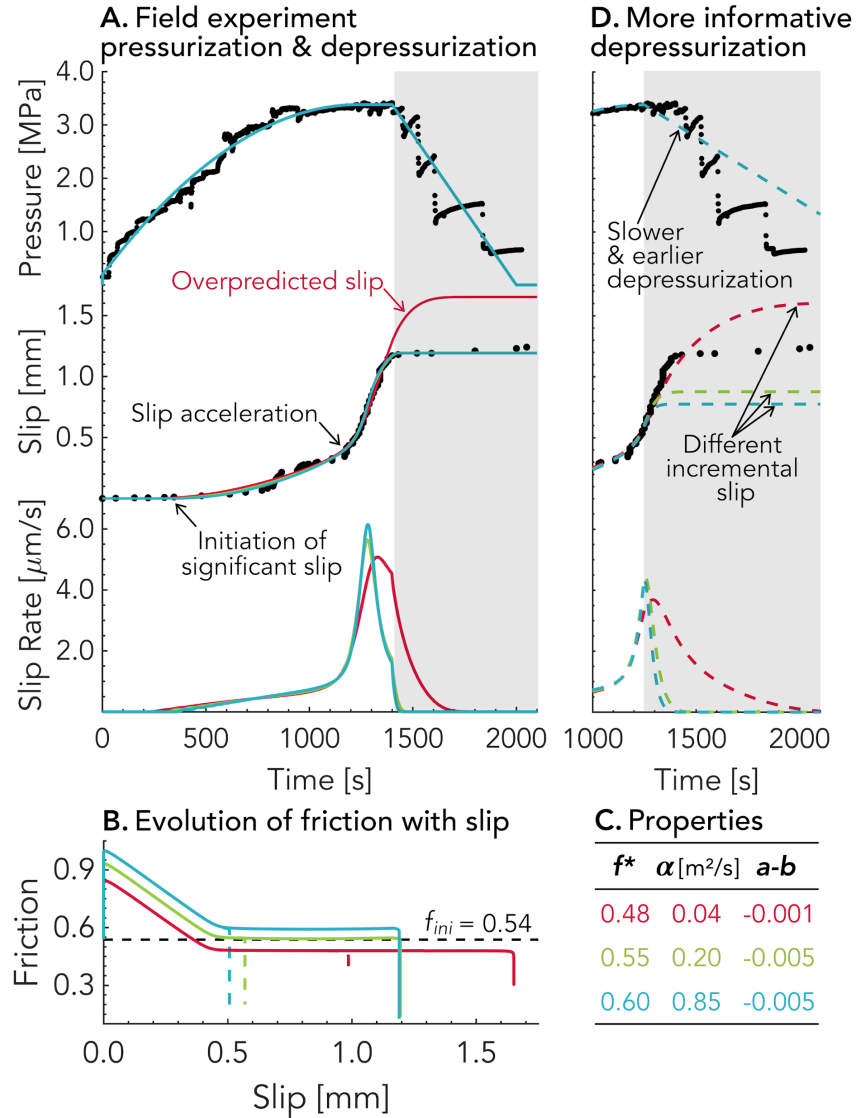 A. Field experiment
pressurization & depressurization
D. More informative
depressurization
Pressure [MPa]
4.0
3.0
2.0
1.0
Slower
& earlier
depressurization
Overpredicted slip
Slip [mm]
1.5
1.0
0.5
Slip acceleration
Different
incremental
slip
Initiation of
significant slip
Slip Rate [μm/s]
6.0
4.0
2.0
0 500 1000 1500 2000
Time [s]
1000 1500 2000
Time [s]
B. Evolution of friction with slip
Friction
0.9
0.6
0.3
f_ini = 0.54
0.0 0.5 1.0 1.5
Slip [mm]
C. Properties
f* α [m²/s] a-b
0.48 0.04 -0.001
0.55 0.20 -0.005
0.60 0.85 -0.005